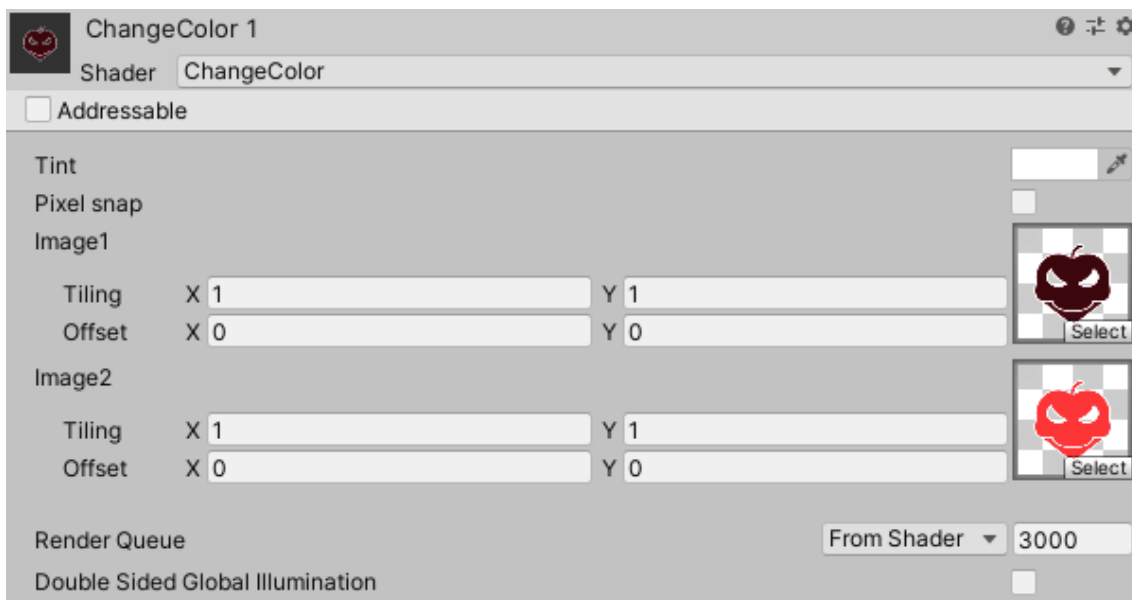 ChangeColor 1
Shader ChangeColor
Addressable
Tint
Pixel snap
Image1
Tiling X 1 Y 1
Offset X 0 Y 0
Select
Image2
Tiling X 1 Y 1
Offset X 0 Y 0
Select
Render Queue From Shader 3000
Double Sided Global Illumination